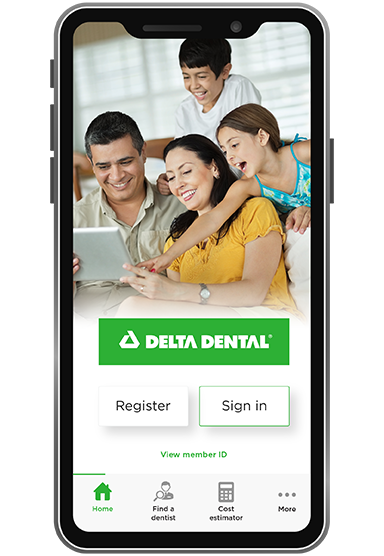 DELTA DENTAL®
Register
Sign in
View member ID
Home
Find a
dentist
Cost
estimator
More